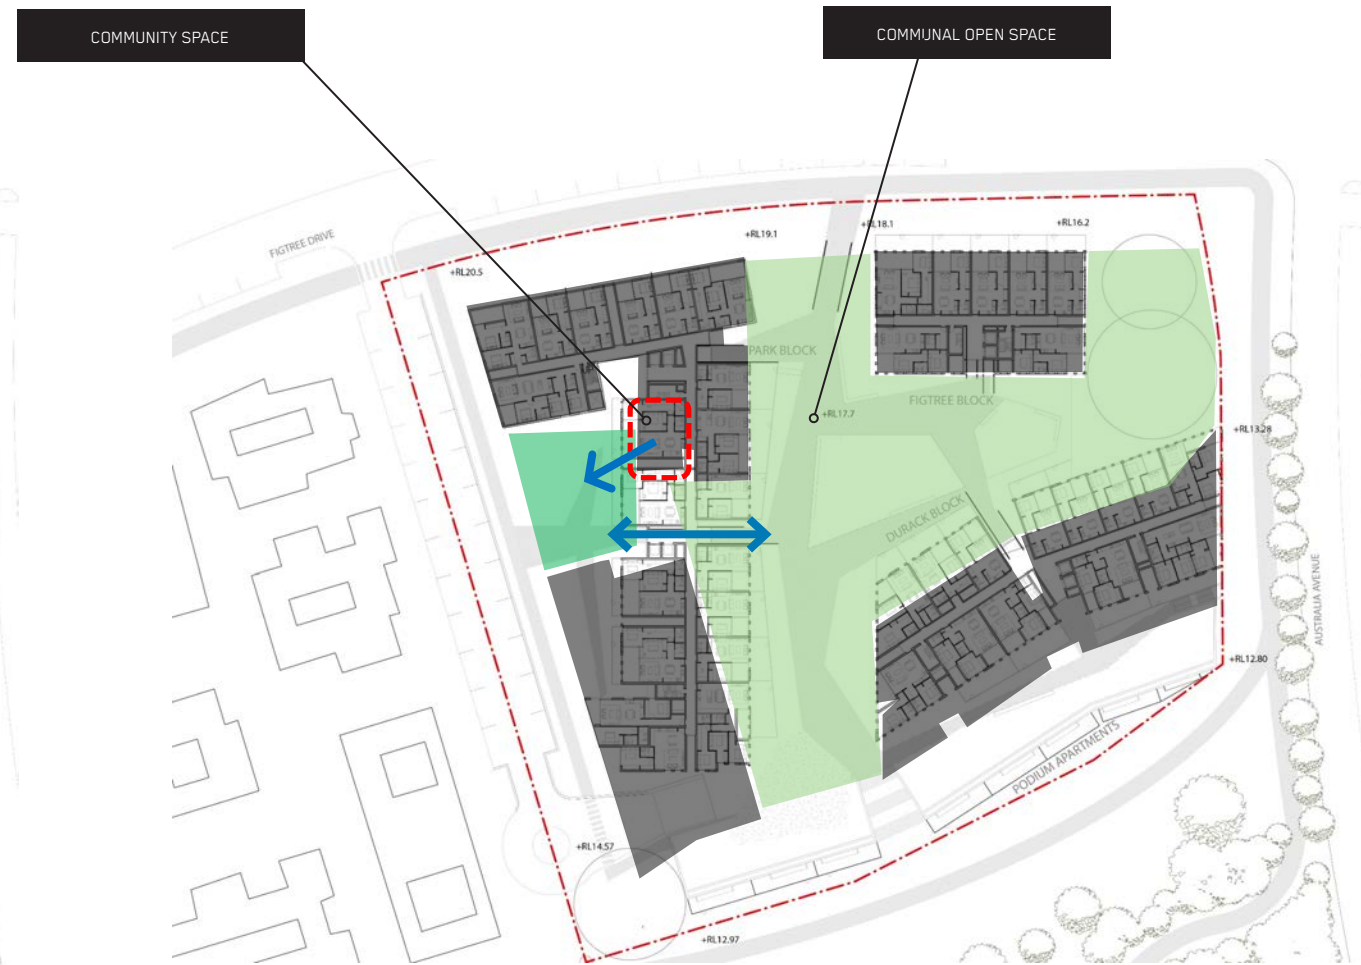 COMMUNITY SPACE
COMMUNAL OPEN SPACE
FIGTREE DRIVE
+RL19.1
+RL18.1
+RL16.2
+RL20.5
PARK BLOCK
FIGTREE BLOCK
+RL17.7
+RL13.28
DURACK BLOCK
AUSTRALIA AVENUE
+RL12.80
PODIUM APARTMENTS
+RL14.57
+RL12.97